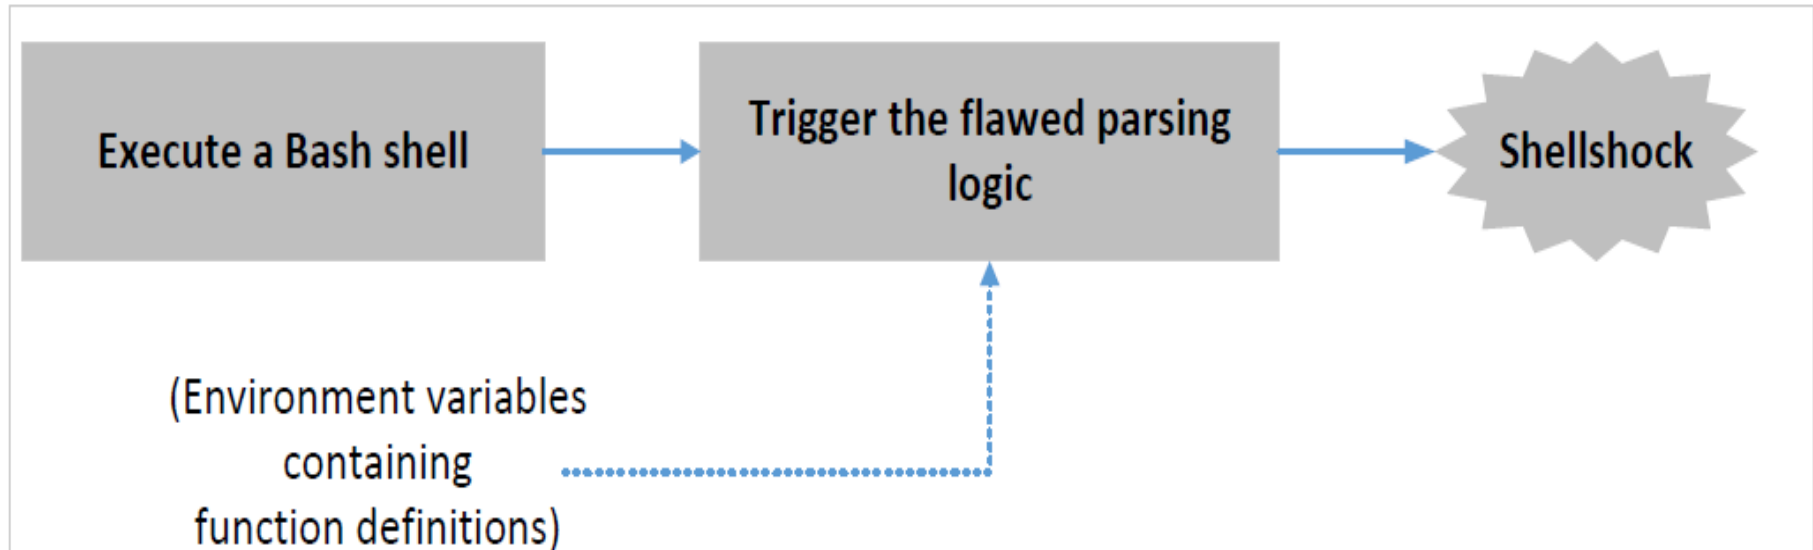 Execute a Bash shell
Trigger the flawed parsing
logic
Shellshock
(Environment variables
containing
function definitions)